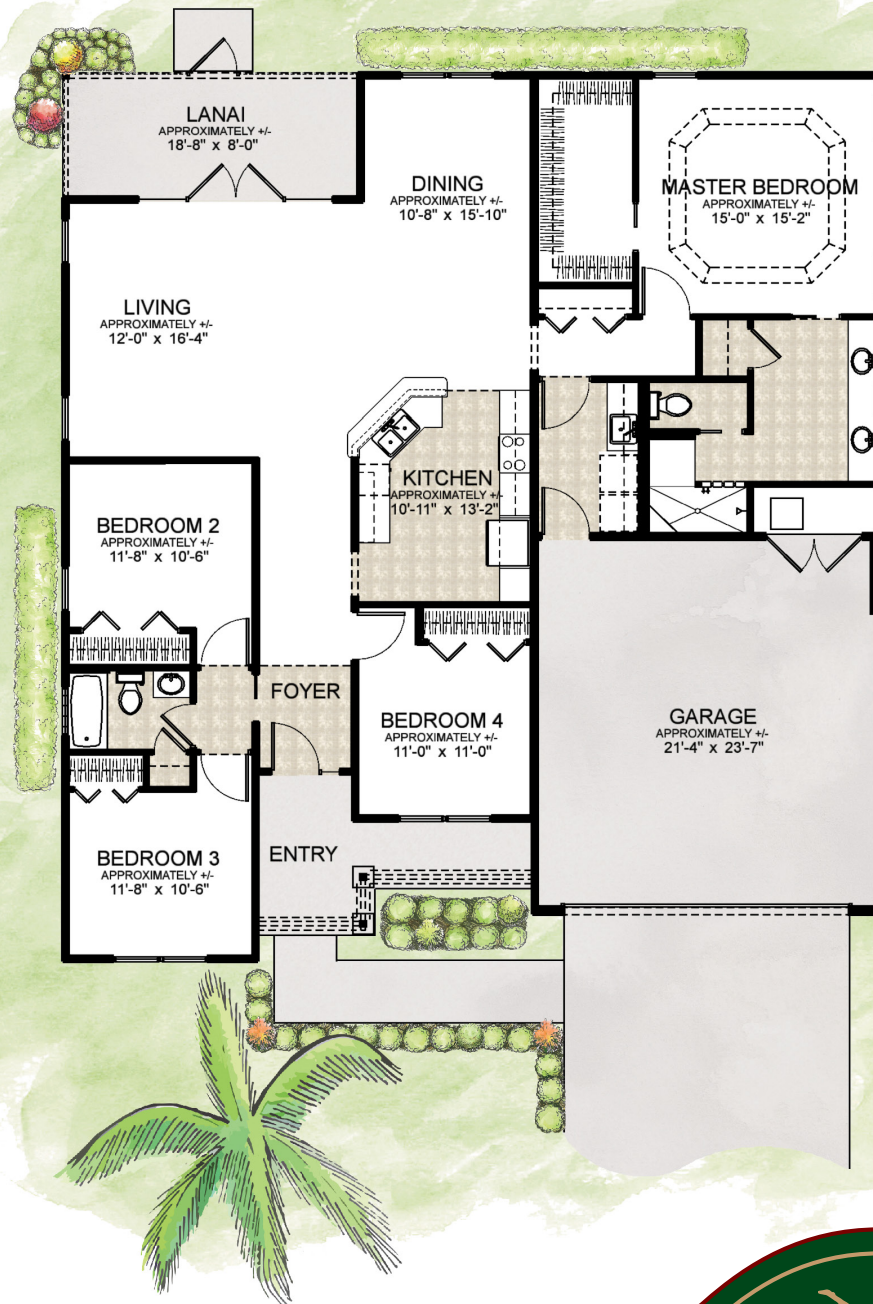 LANAI
APPROXIMATELY +/-
18'-8" x 8'-0"
DINING
APPROXIMATELY +/-
10'-8" x 15'-10"
MASTER BEDROOM
APPROXIMATELY +/-
15'-0" x 15'-2"
LIVING
APPROXIMATELY +/-
12'-0" x 16'-4"
KITCHEN
APPROXIMATELY +/-
10'-11" x 13'-2"
BEDROOM 2
APPROXIMATELY +/-
11'-8" x 10'-6"
FOYER
BEDROOM 4
APPROXIMATELY +/-
11'-0" x 11'-0"
GARAGE
APPROXIMATELY +/-
21'-4" x 23'-7"
ENTRY
BEDROOM 3
APPROXIMATELY +/-
11'-8" x 10'-6"